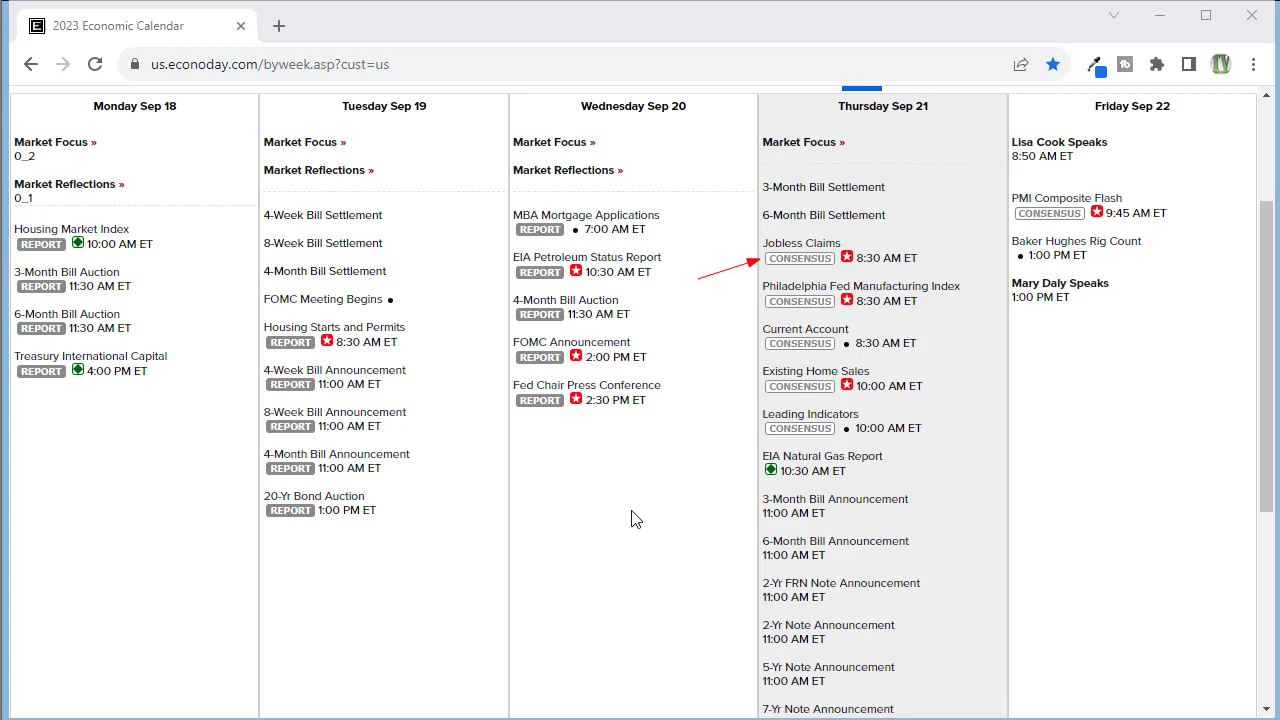 2023 Economic Calendar
us.econoday.com/byweek.asp?cust=us
Monday Sep 18
Market Focus »
0_2
Market Reflections »
0_1
Housing Market Index
REPORT 10:00 AM ET
3-Month Bill Auction
REPORT 11:30 AM ET
6-Month Bill Auction
REPORT 11:30 AM ET
Treasury International Capital
REPORT 4:00 PM ET
Tuesday Sep 19
Market Focus »
Market Reflections »
4-Week Bill Settlement
8-Week Bill Settlement
4-Month Bill Settlement
FOMC Meeting Begins •
Housing Starts and Permits
REPORT 8:30 AM ET
4-Week Bill Announcement
REPORT 11:00 AM ET
8-Week Bill Announcement
REPORT 11:00 AM ET
4-Month Bill Announcement
REPORT 11:00 AM ET
20-Yr Bond Auction
REPORT 1:00 PM ET
Wednesday Sep 20
Market Focus »
Market Reflections »
MBA Mortgage Applications
REPORT • 7:00 AM ET
EIA Petroleum Status Report
REPORT 10:30 AM ET
4-Month Bill Auction
REPORT 11:30 AM ET
FOMC Announcement
REPORT 2:00 PM ET
Fed Chair Press Conference
REPORT 2:30 PM ET
Thursday Sep 21
Market Focus »
3-Month Bill Settlement
6-Month Bill Settlement
Jobless Claims
CONSENSUS 8:30 AM ET
Philadelphia Fed Manufacturing Index
CONSENSUS 8:30 AM ET
Current Account
CONSENSUS • 8:30 AM ET
Existing Home Sales
CONSENSUS 10:00 AM ET
Leading Indicators
CONSENSUS • 10:00 AM ET
EIA Natural Gas Report
10:30 AM ET
3-Month Bill Announcement
11:00 AM ET
6-Month Bill Announcement
11:00 AM ET
2-Yr FRN Note Announcement
11:00 AM ET
2-Yr Note Announcement
11:00 AM ET
5-Yr Note Announcement
11:00 AM ET
7-Yr Note Announcement
Friday Sep 22
Lisa Cook Speaks
8:50 AM ET
PMI Composite Flash
CONSENSUS 9:45 AM ET
Baker Hughes Rig Count
• 1:00 PM ET
Mary Daly Speaks
1:00 PM ET